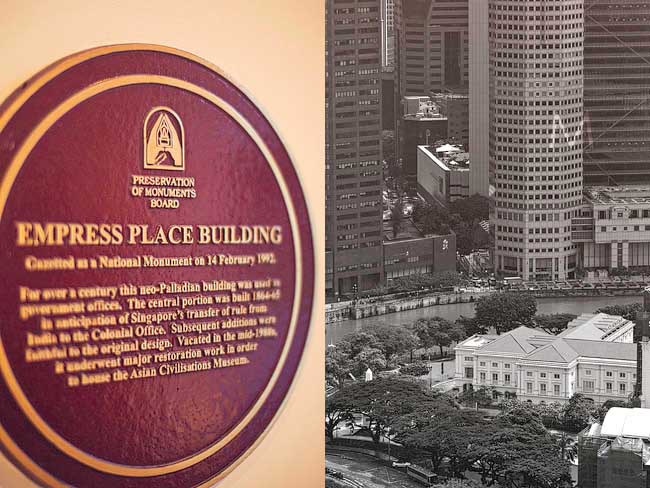 PRESERVATION
OF MONUMENTS
BOARD
EMPRESS PLACE BUILDING
Gazetted as a National Monument on 14 February 1992.
For over a century this neo-Palladian building was used as
government offices. The central portion was built 1864-65
in anticipation of Singapore's transfer of rule from
India to the Colonial Office. Subsequent additions were
faithful to the original design. Vacated in the mid-1980s,
it underwent major restoration work in order
to house the Asian Civilisations Museum.